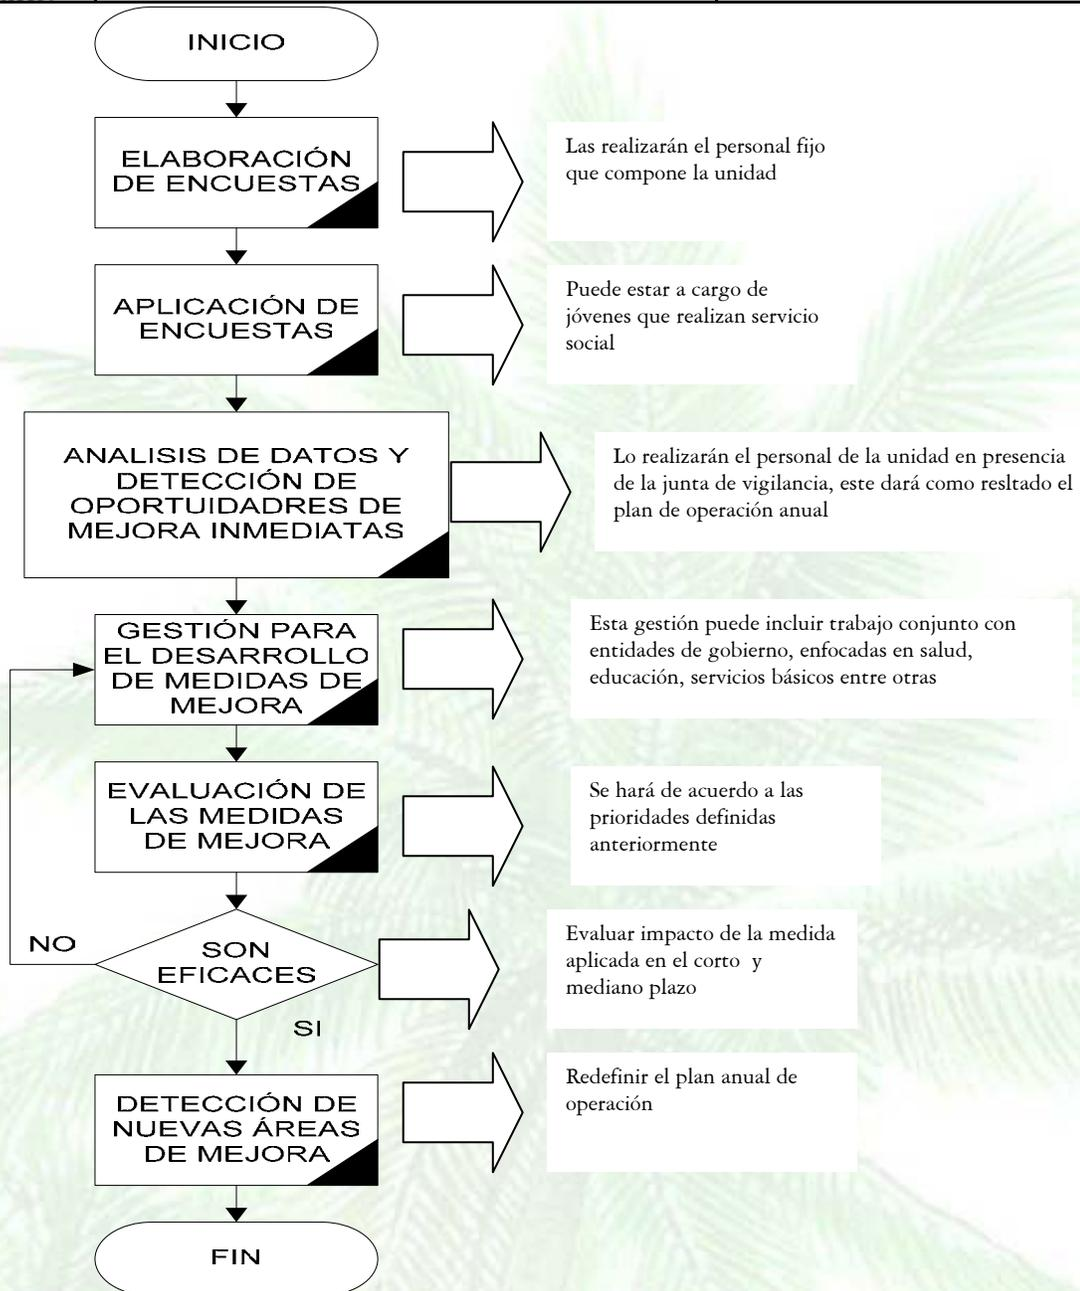 INICIO
ELABORACIÓN
DE ENCUESTAS
Las realizarán el personal fijo
que compone la unidad
APLICACIÓN DE
ENCUESTAS
Puede estar a cargo de
jóvenes que realizan servicio
social
ANALISIS DE DATOS Y
DETECCIÓN DE
OPORTUIDADRES DE
MEJORA INMEDIATAS
Lo realizarán el personal de la unidad en presencia
de la junta de vigilancia, este dará como resltado el
plan de operación anual
GESTIÓN PARA
EL DESARROLLO
DE MEDIDAS DE
MEJORA
Esta gestión puede incluir trabajo conjunto con
entidades de gobierno, enfocadas en salud,
educación, servicios básicos entre otras
EVALUACIÓN DE
LAS MEDIDAS
DE MEJORA
Se hará de acuerdo a las
prioridades definidas
anteriormente
NO
SON
EFICACES
Evaluar impacto de la medida
aplicada en el corto y
mediano plazo
SI
DETECCIÓN DE
NUEVAS ÁREAS
DE MEJORA
Redefinir el plan anual de
operación
FIN